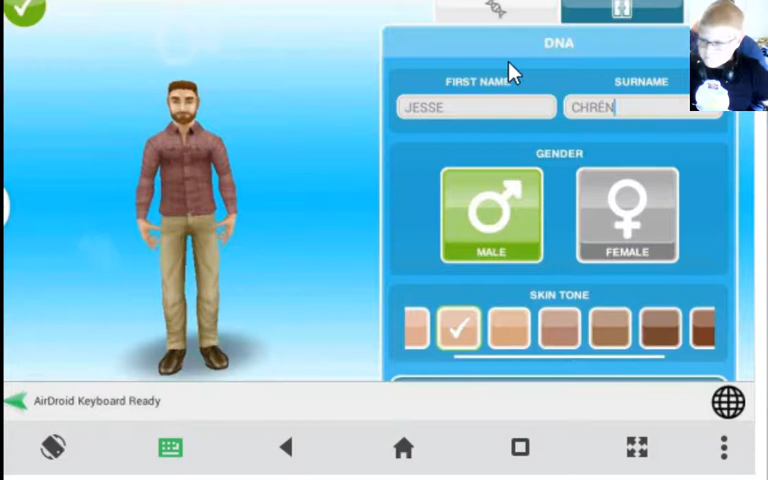 DNA
FIRST NAME SURNAME
JESSE CHRÉN
GENDER
MALE FEMALE
SKIN TONE
AirDroid Keyboard Ready